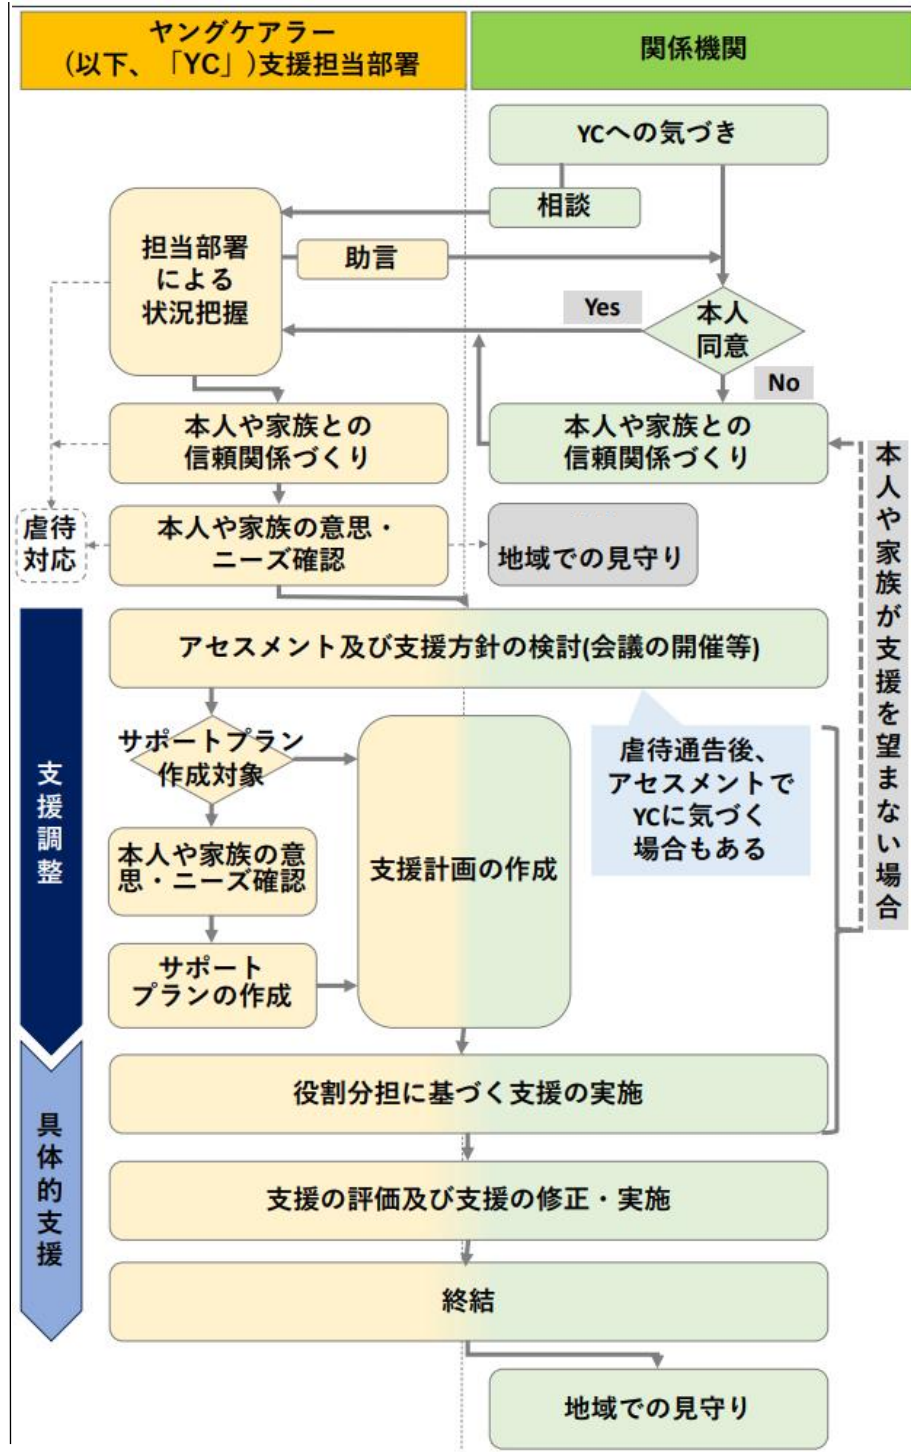 ヤングケアラー
(以下、「YC」)支援担当部署
関係機関
YCへの気づき
相談
担当部署
による
状況把握
助言
Yes
本人
同意
No
本人や家族との
信頼関係づくり
本人や家族との
信頼関係づくり
虐待
対応
本人や家族の意思・
ニーズ確認
地域での見守り
本人や家族が支援を望まない場合
アセスメント及び支援方針の検討(会議の開催等)
支援調整
サポートプラン
作成対象
支援計画の作成
虐待通告後、
アセスメントで
YCに気づく
場合もある
本人や家族の意
思・ニーズ確認
サポート
プランの作成
役割分担に基づく支援の実施
具体的支援
支援の評価及び支援の修正・実施
終結
地域での見守り